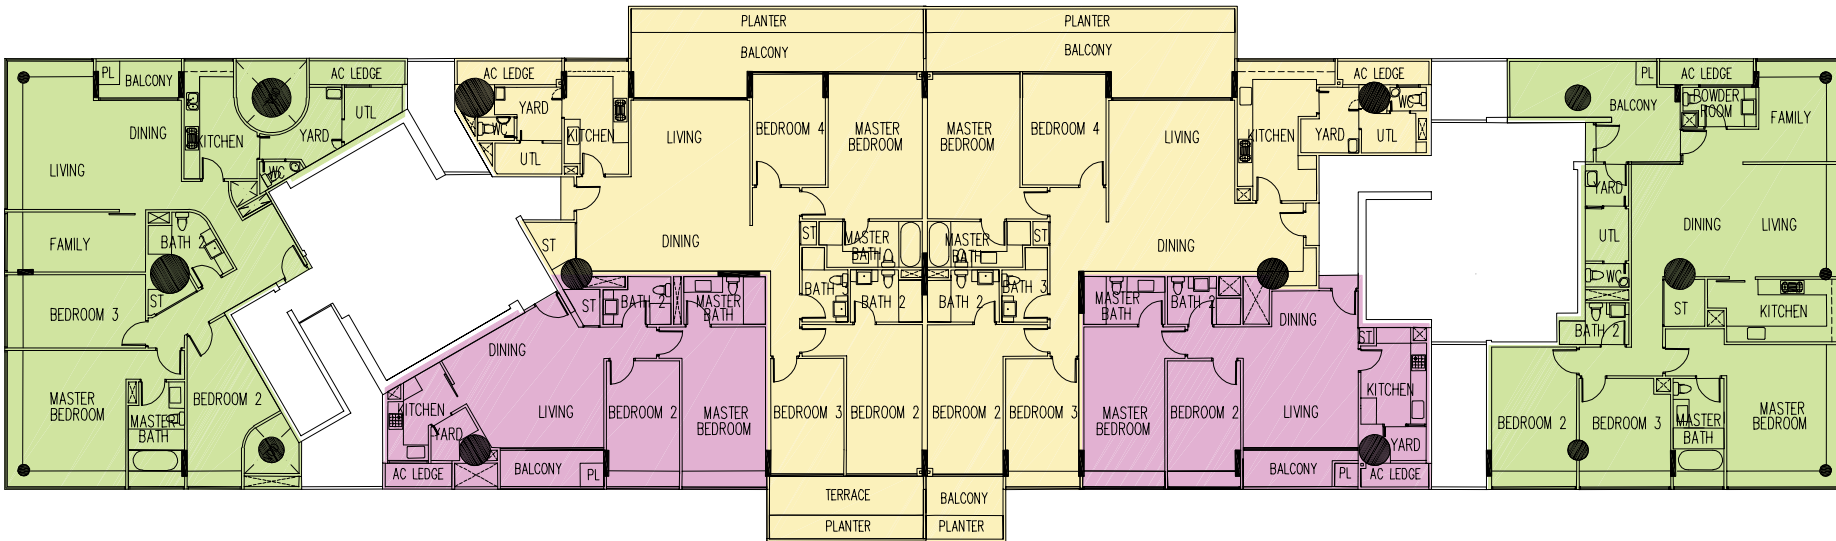 PLANTER
PLANTER
BALCONY
BALCONY
PL
BALCONY
AC LEDGE
AC LEDGE
AC LEDGE
PL
AC LEDGE
DINING
KITCHEN
YARD
UTL
LIVING
WC
YARD
WC
UTL
KITCHEN
LIVING
BEDROOM 4
MASTER
BEDROOM
MASTER
BEDROOM
BEDROOM 4
LIVING
KITCHEN
YARD
UTL
WC
BALCONY
POWDER
ROOM
FAMILY
FAMILY
BATH 2
ST
BEDROOM 3
ST
DINING
ST
MASTER
BATH
MASTER
BATH
ST
DINING
YARD
UTL
WC
DINING
LIVING
ST
KITCHEN
BATH 2
ST
BATH 2
MASTER
BATH
BATH 3
BATH 2
BATH 2
BATH 3
MASTER
BATH
BATH 2
DINING
ST
MASTER
BEDROOM
MASTER
BATH
BEDROOM 2
DINING
KITCHEN
YARD
LIVING
BEDROOM 2
MASTER
BEDROOM
BEDROOM 3
BEDROOM 2
BEDROOM 2
BEDROOM 3
MASTER
BEDROOM
BEDROOM 2
LIVING
KITCHEN
YARD
BEDROOM 2
BEDROOM 3
MASTER
BATH
MASTER
BEDROOM
AC LEDGE
BALCONY
PL
BALCONY
PL
AC LEDGE
TERRACE
BALCONY
PLANTER
PLANTER